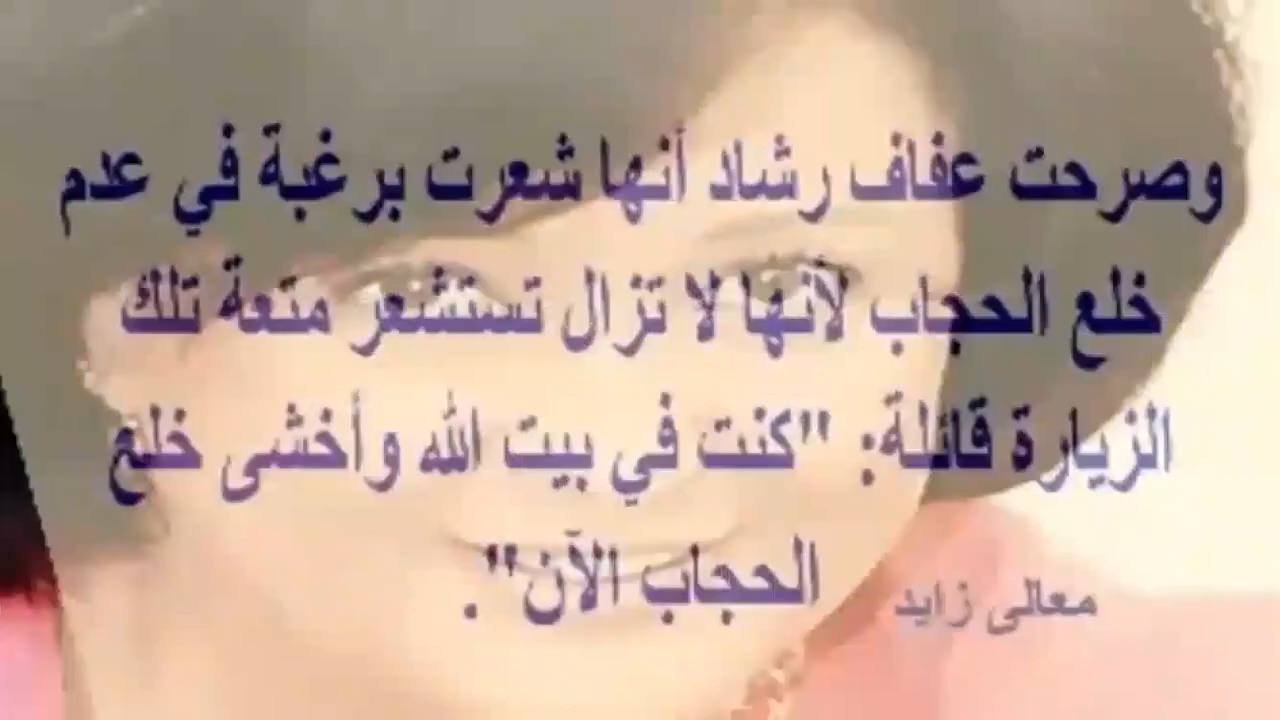 وصرحت عفاف رشاد أنها شعرت برغبة في عدم
خلع الحجاب لأنها لا تزال تستشعر متعة تلك
الزيارة قائلة: "كنت في بيت الله وأخشى خلع
الحجاب الآن".
معالى زايد